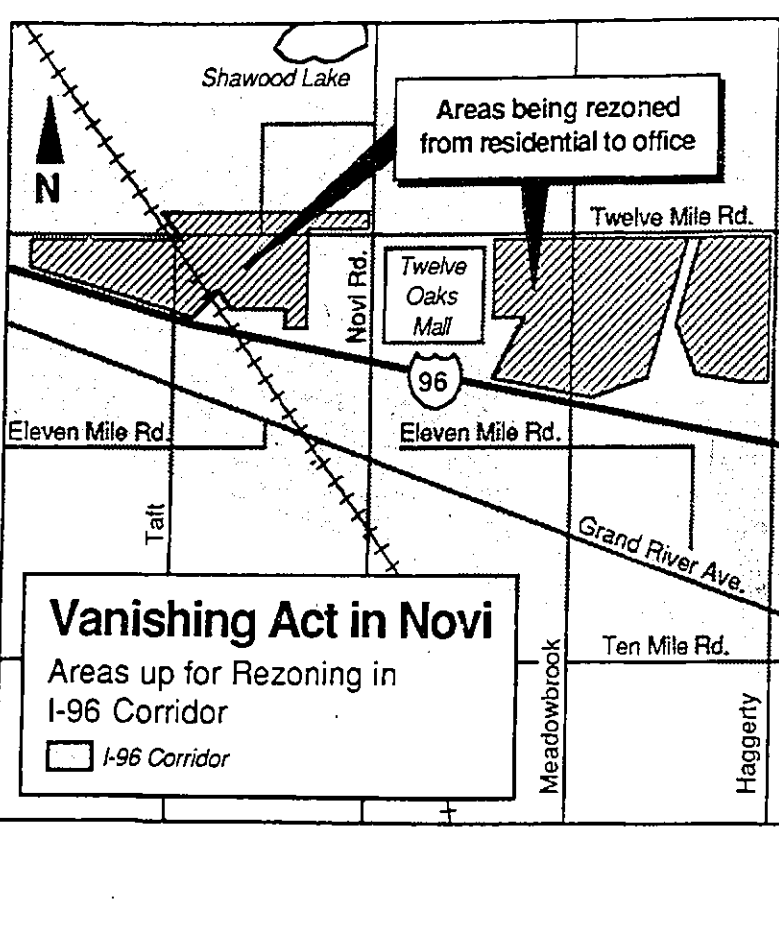 Shawood Lake
Areas being rezoned
from residential to office
N
Twelve Mile Rd.
Novi Rd.
Twelve
Oaks
Mall
96
Eleven Mile Rd.
Eleven Mile Rd.
Taft
Grand River Ave.
Vanishing Act in Novi
Areas up for Rezoning in
I-96 Corridor
I-96 Corridor
Ten Mile Rd.
Meadowbrook
Haggerty